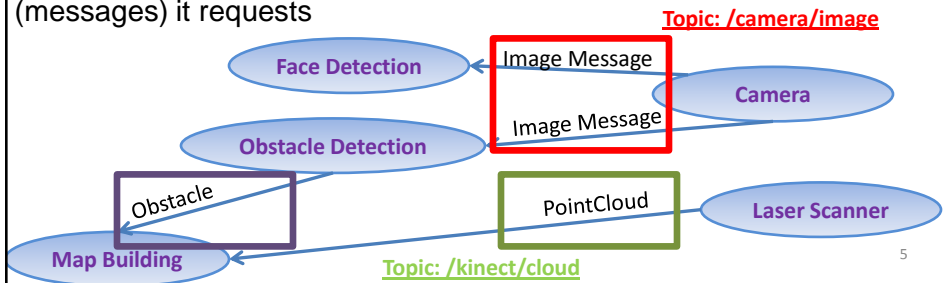 (messages) it requests
Topic: /camera/image
Face Detection
Image Message
Camera
Image Message
Obstacle Detection
Obstacle
PointCloud
Laser Scanner
Map Building
Topic: /kinect/cloud
5